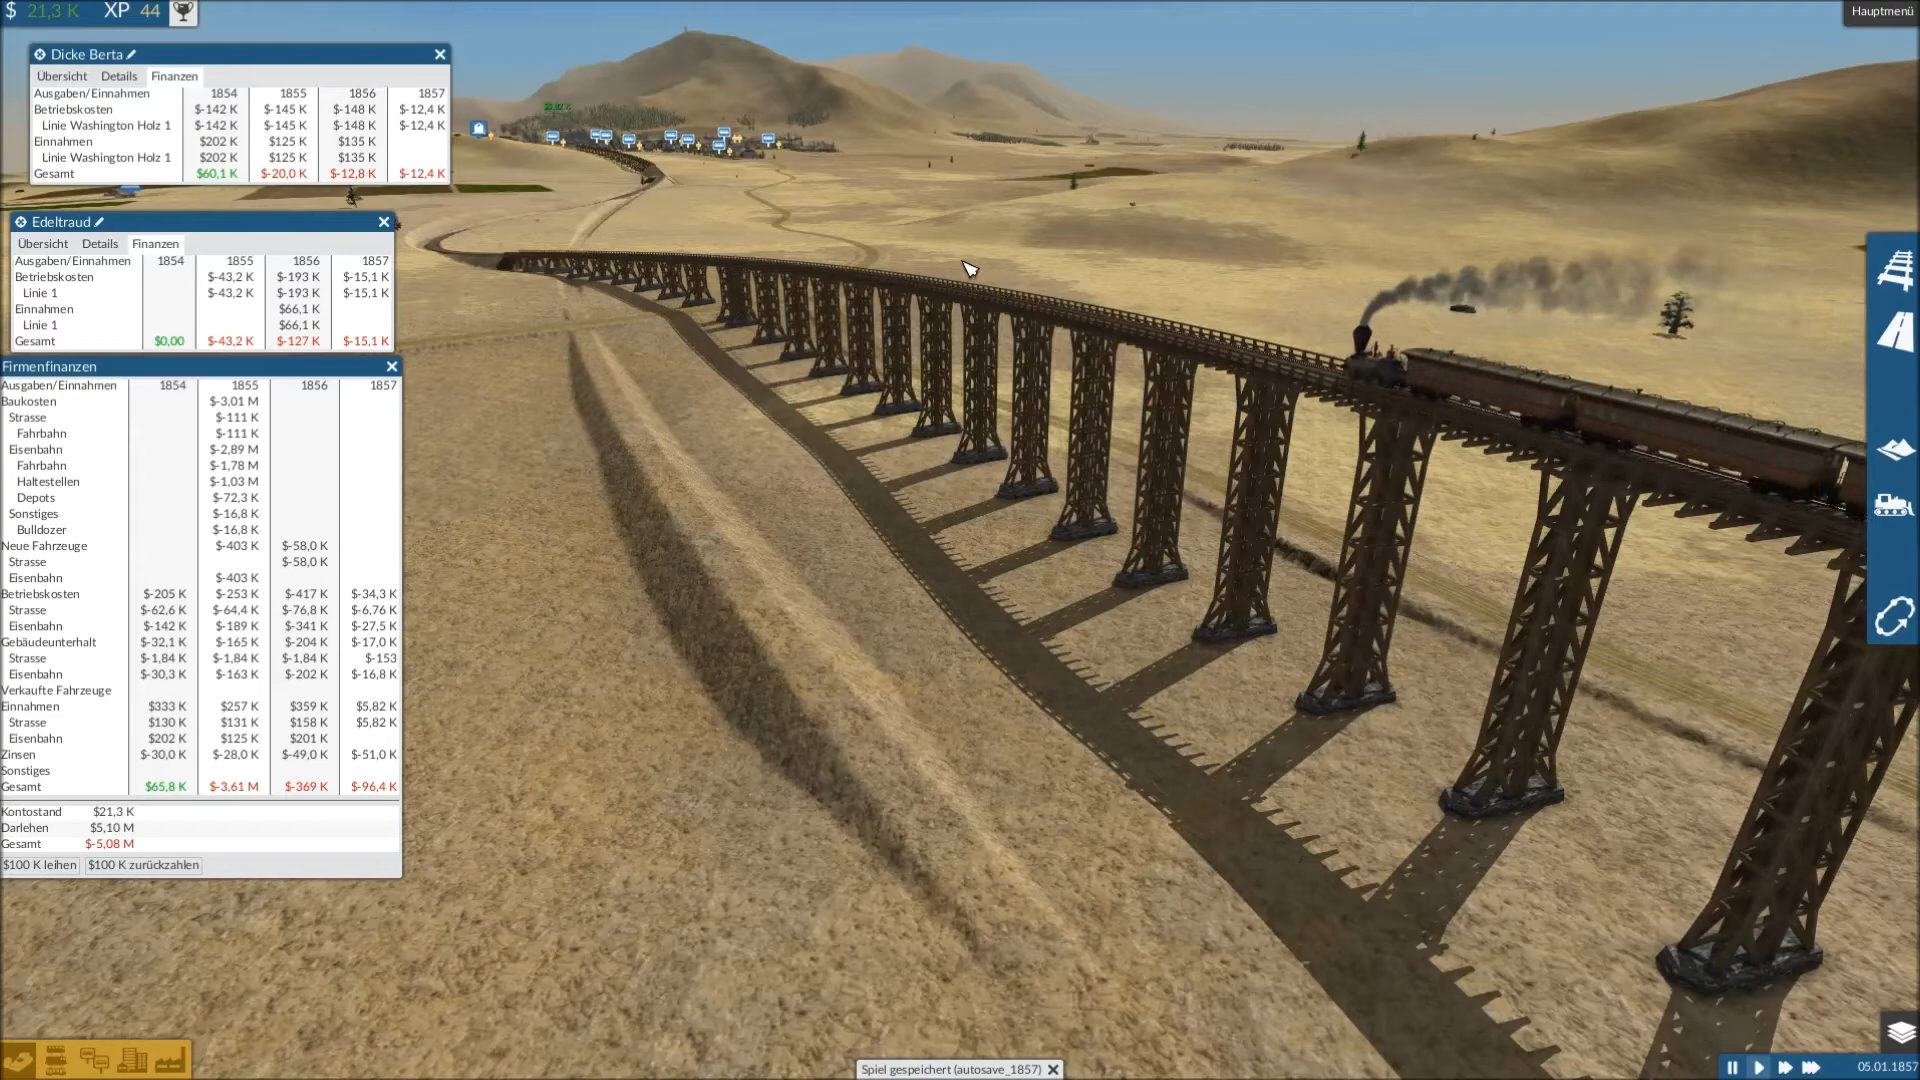 $ 21,3 K XP 44
Hauptmenü
Dicke Berta
Übersicht Details Finanzen
Ausgaben/Einnahmen 1854 1855 1856 1857
Betriebskosten $-142 K $-145 K $-148 K $-12,4 K
Linie Washington Holz 1 $-142 K $-145 K $-148 K $-12,4 K
Einnahmen $202 K $125 K $135 K
Linie Washington Holz 1 $202 K $125 K $135 K
Gesamt $60,1 K $-20,0 K $-12,8 K $-12,4 K
Edeltraud
Übersicht Details Finanzen
Ausgaben/Einnahmen 1854 1855 1856 1857
Betriebskosten $-43,2 K $-193 K $-15,1 K
Linie 1 $-43,2 K $-193 K $-15,1 K
Einnahmen $66,1 K
Linie 1 $66,1 K
Gesamt $0,00 $-43,2 K $-127 K $-15,1 K
Firmenfinanzen
Ausgaben/Einnahmen 1854 1855 1856 1857
Baukosten $-3,01 M
Strasse $-111 K
Fahrbahn $-111 K
Eisenbahn $-2,89 M
Fahrbahn $-1,78 M
Haltestellen $-1,03 M
Depots $-72,3 K
Sonstiges $-16,8 K
Bulldozer $-16,8 K
Neue Fahrzeuge $-403 K $-58,0 K
Strasse $-58,0 K
Eisenbahn $-403 K
Betriebskosten $-205 K $-253 K $-417 K $-34,3 K
Strasse $-62,6 K $-64,4 K $-76,8 K $-6,76 K
Eisenbahn $-142 K $-189 K $-341 K $-27,5 K
Gebäudeunterhalt $-32,1 K $-165 K $-204 K $-17,0 K
Strasse $-1,84 K $-1,84 K $-1,84 K $-153
Eisenbahn $-30,3 K $-163 K $-202 K $-16,8 K
Verkaufte Fahrzeuge
Einnahmen $333 K $257 K $359 K $5,82 K
Strasse $130 K $131 K $158 K $5,82 K
Eisenbahn $202 K $125 K $201 K
Zinsen $-30,0 K $-28,0 K $-49,0 K $-51,0 K
Sonstiges
Gesamt $65,8 K $-3,61 M $-369 K $-96,4 K
Kontostand $21,3 K
Darlehen $5,10 M
Gesamt $-5,08 M
$100 K leihen $100 K zurückzahlen
Spiel gespeichert (autosave_1857)
05.01.1857